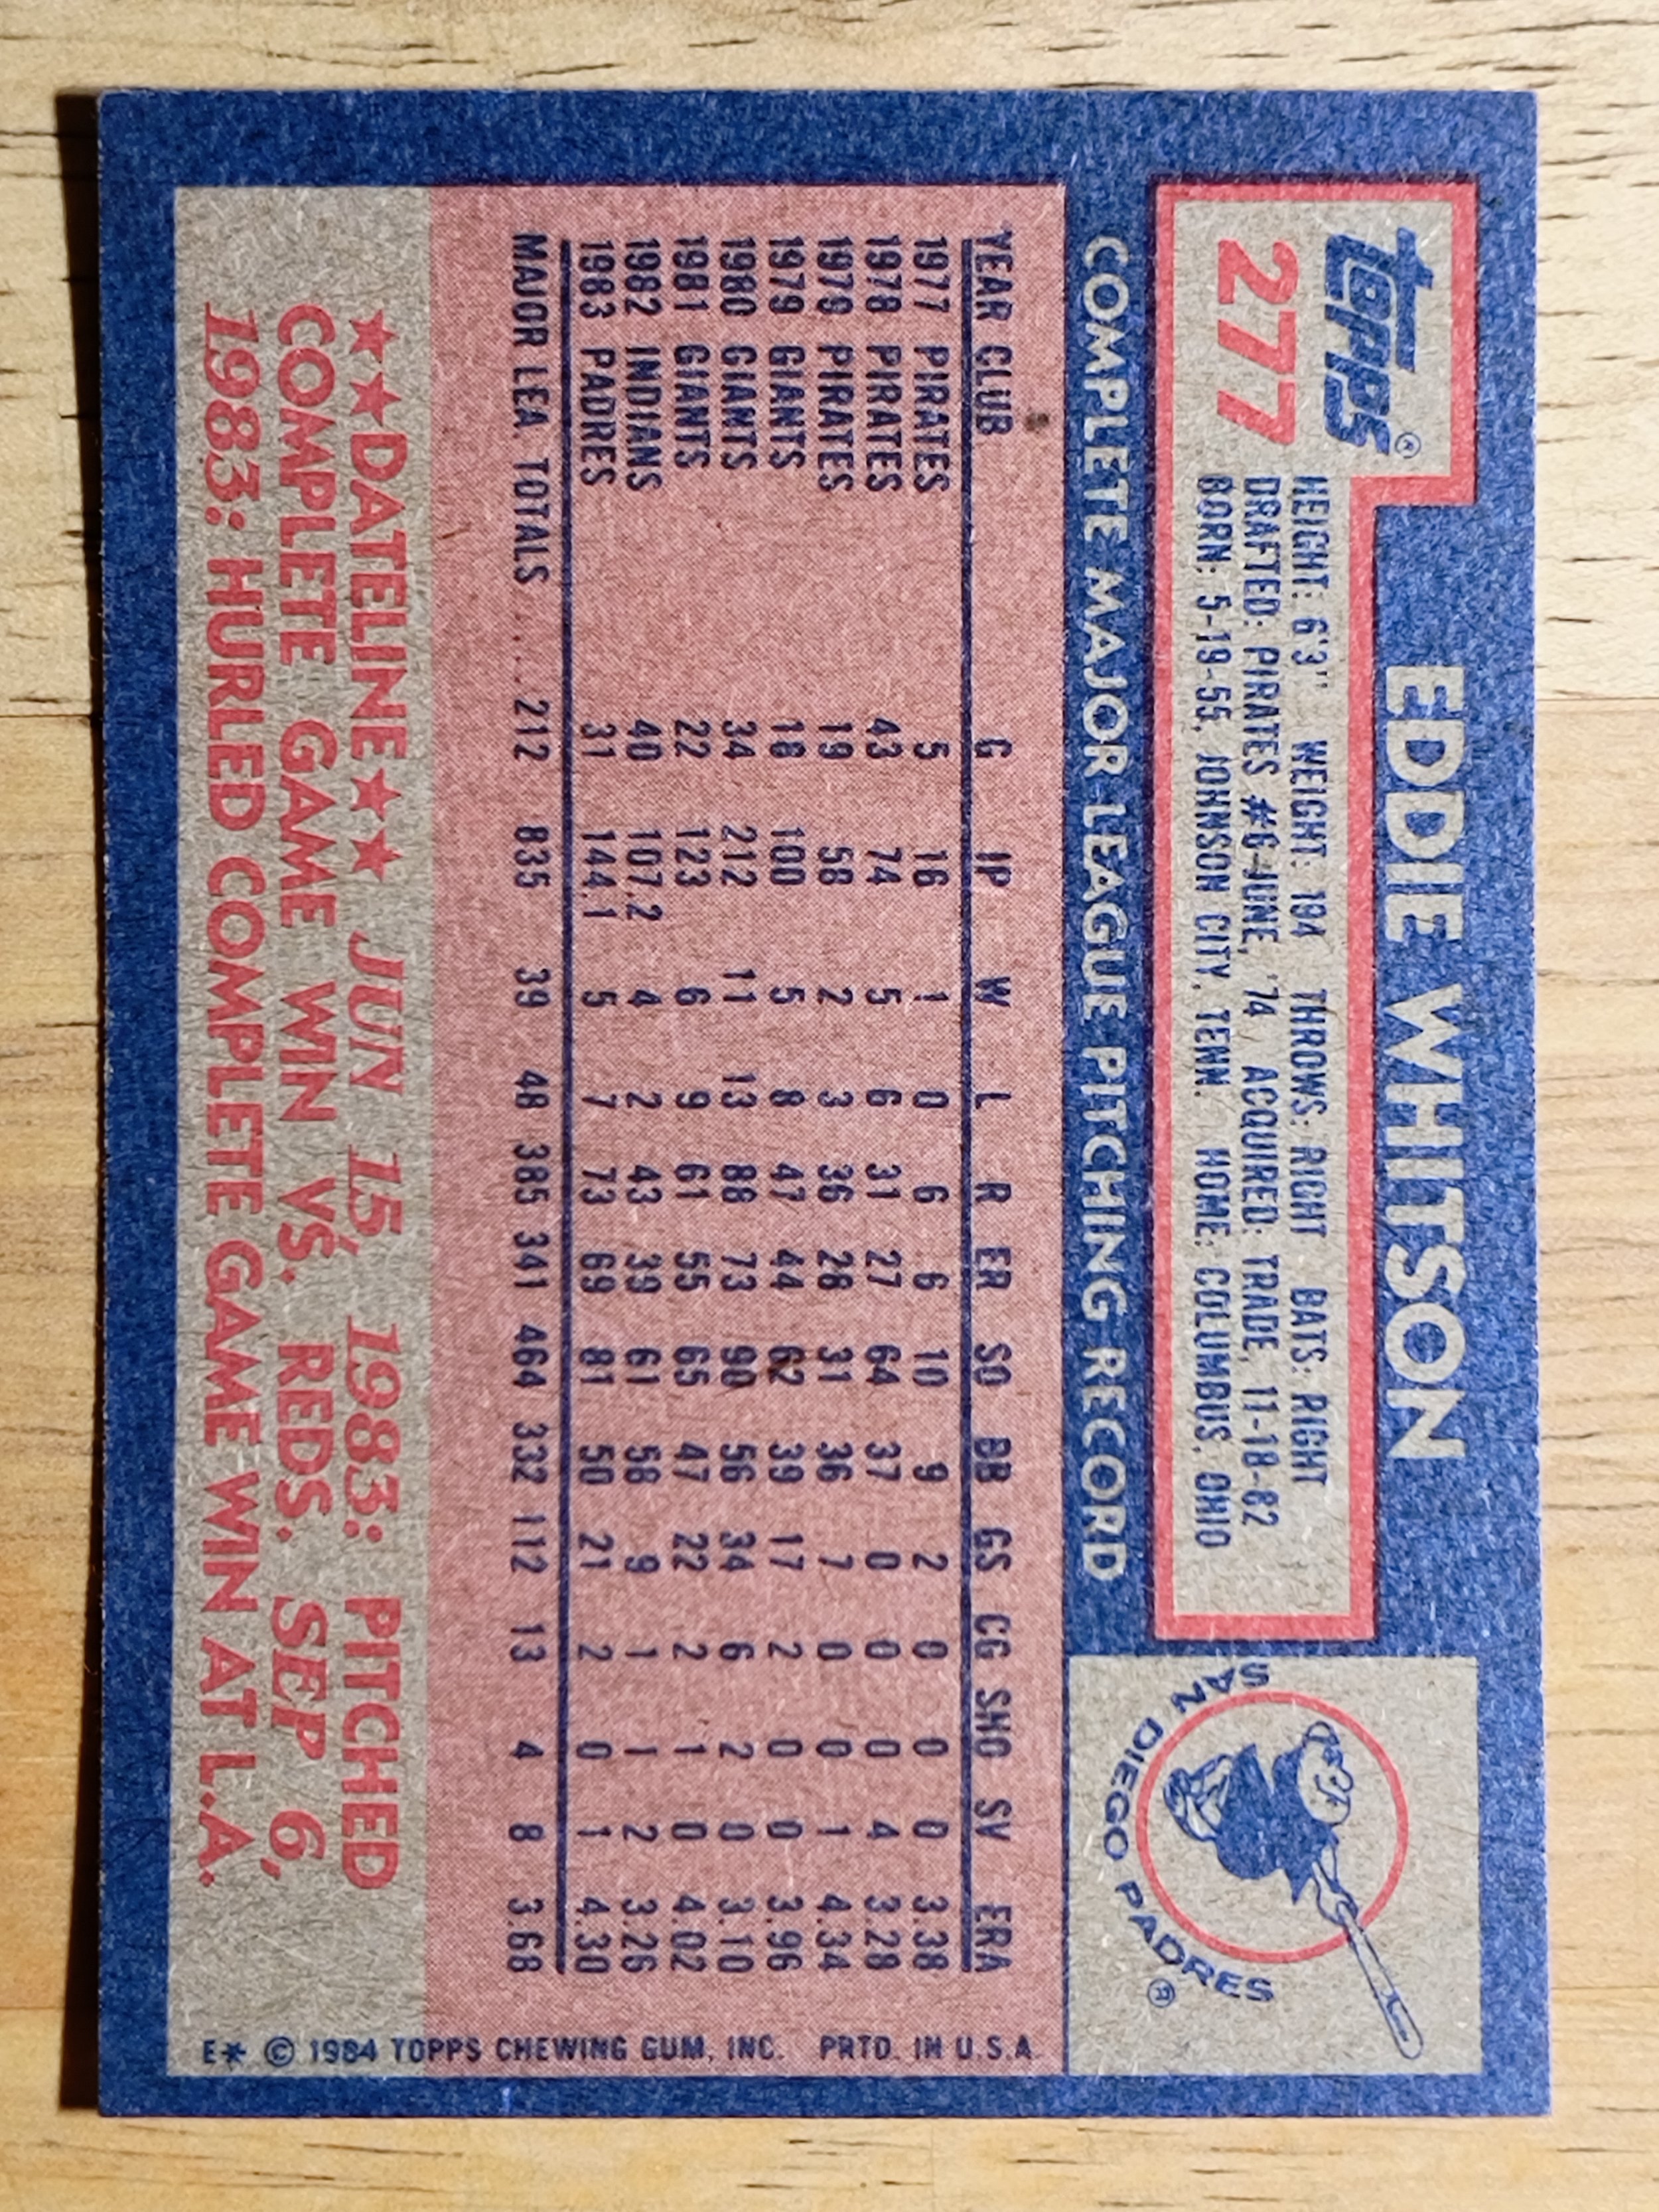 EDDIE WHITSON
topps®
277
HEIGHT: 6'3" WEIGHT: 194 THROWS: RIGHT BATS: RIGHT
DRAFTED: PIRATES #6-JUNE, '74 ACQUIRED: TRADE, 11-18-82
BORN: 5-19-55, JOHNSON CITY, TENN. HOME: COLUMBUS, OHIO
SAN DIEGO PADRES ®
COMPLETE MAJOR LEAGUE PITCHING RECORD
YEAR CLUB G IP W L R ER SO BB GS CG SHO SV ERA
1977 PIRATES 5 16 1 0 6 6 10 9 2 0 0 0 3.38
1978 PIRATES 43 74 5 6 31 27 64 37 0 0 0 4 3.28
1979 PIRATES 19 58 2 3 36 28 31 36 7 0 0 1 4.34
1979 GIANTS 18 100 5 8 47 44 62 39 17 2 0 0 3.96
1980 GIANTS 34 212 11 13 88 73 90 56 34 6 2 0 3.10
1981 GIANTS 22 123 6 9 61 55 65 47 22 2 1 0 4.02
1982 INDIANS 40 107.2 4 2 43 39 61 58 9 1 1 2 3.26
1983 PADRES 31 144.1 5 7 73 69 81 50 21 2 0 1 4.30
MAJOR LEA. TOTALS..... 212 835 39 48 385 341 464 332 112 13 4 8 3.68
★★DATELINE★★ JUN 15, 1983: PITCHED
COMPLETE GAME WIN VS. REDS. SEP 6,
1983: HURLED COMPLETE GAME WIN AT L.A.
E* © 1984 TOPPS CHEWING GUM, INC. PRTD. IN U.S.A.